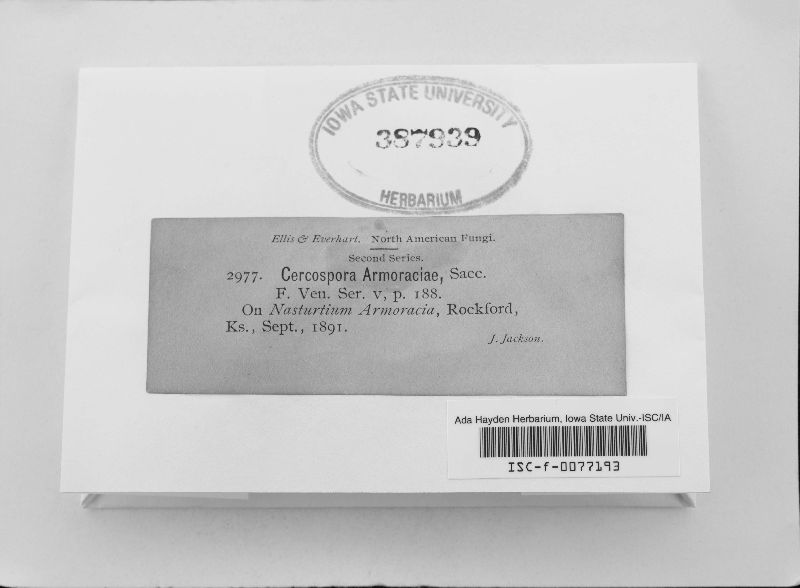 IOWA STATE UNIVERSITY
387939
HERBARIUM
Ellis & Everhart. North American Fungi.
Second Series.
2977. Cercospora Armoraciae, Sacc.
F. Ven. Ser. v, p. 188.
On Nasturtium Armoracia, Rockford,
Ks., Sept., 1891.
J. Jackson.
Ada Hayden Herbarium, Iowa State Univ.-ISC/IA
ISC-f-0077193